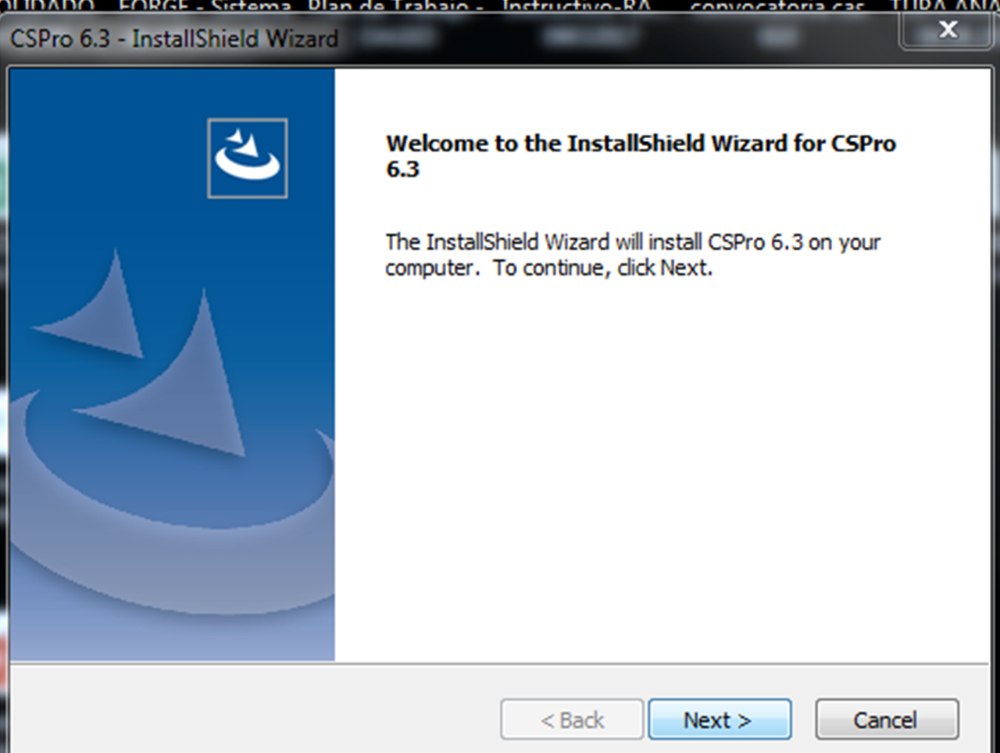 FORGE - Sistema Plan de Trabajo - Instructivo-RA convocatoria cas TUPA ANA
CSPro 6.3 - InstallShield Wizard
Welcome to the InstallShield Wizard for CSPro
6.3
The InstallShield Wizard will install CSPro 6.3 on your
computer. To continue, click Next.
< Back Next > Cancel